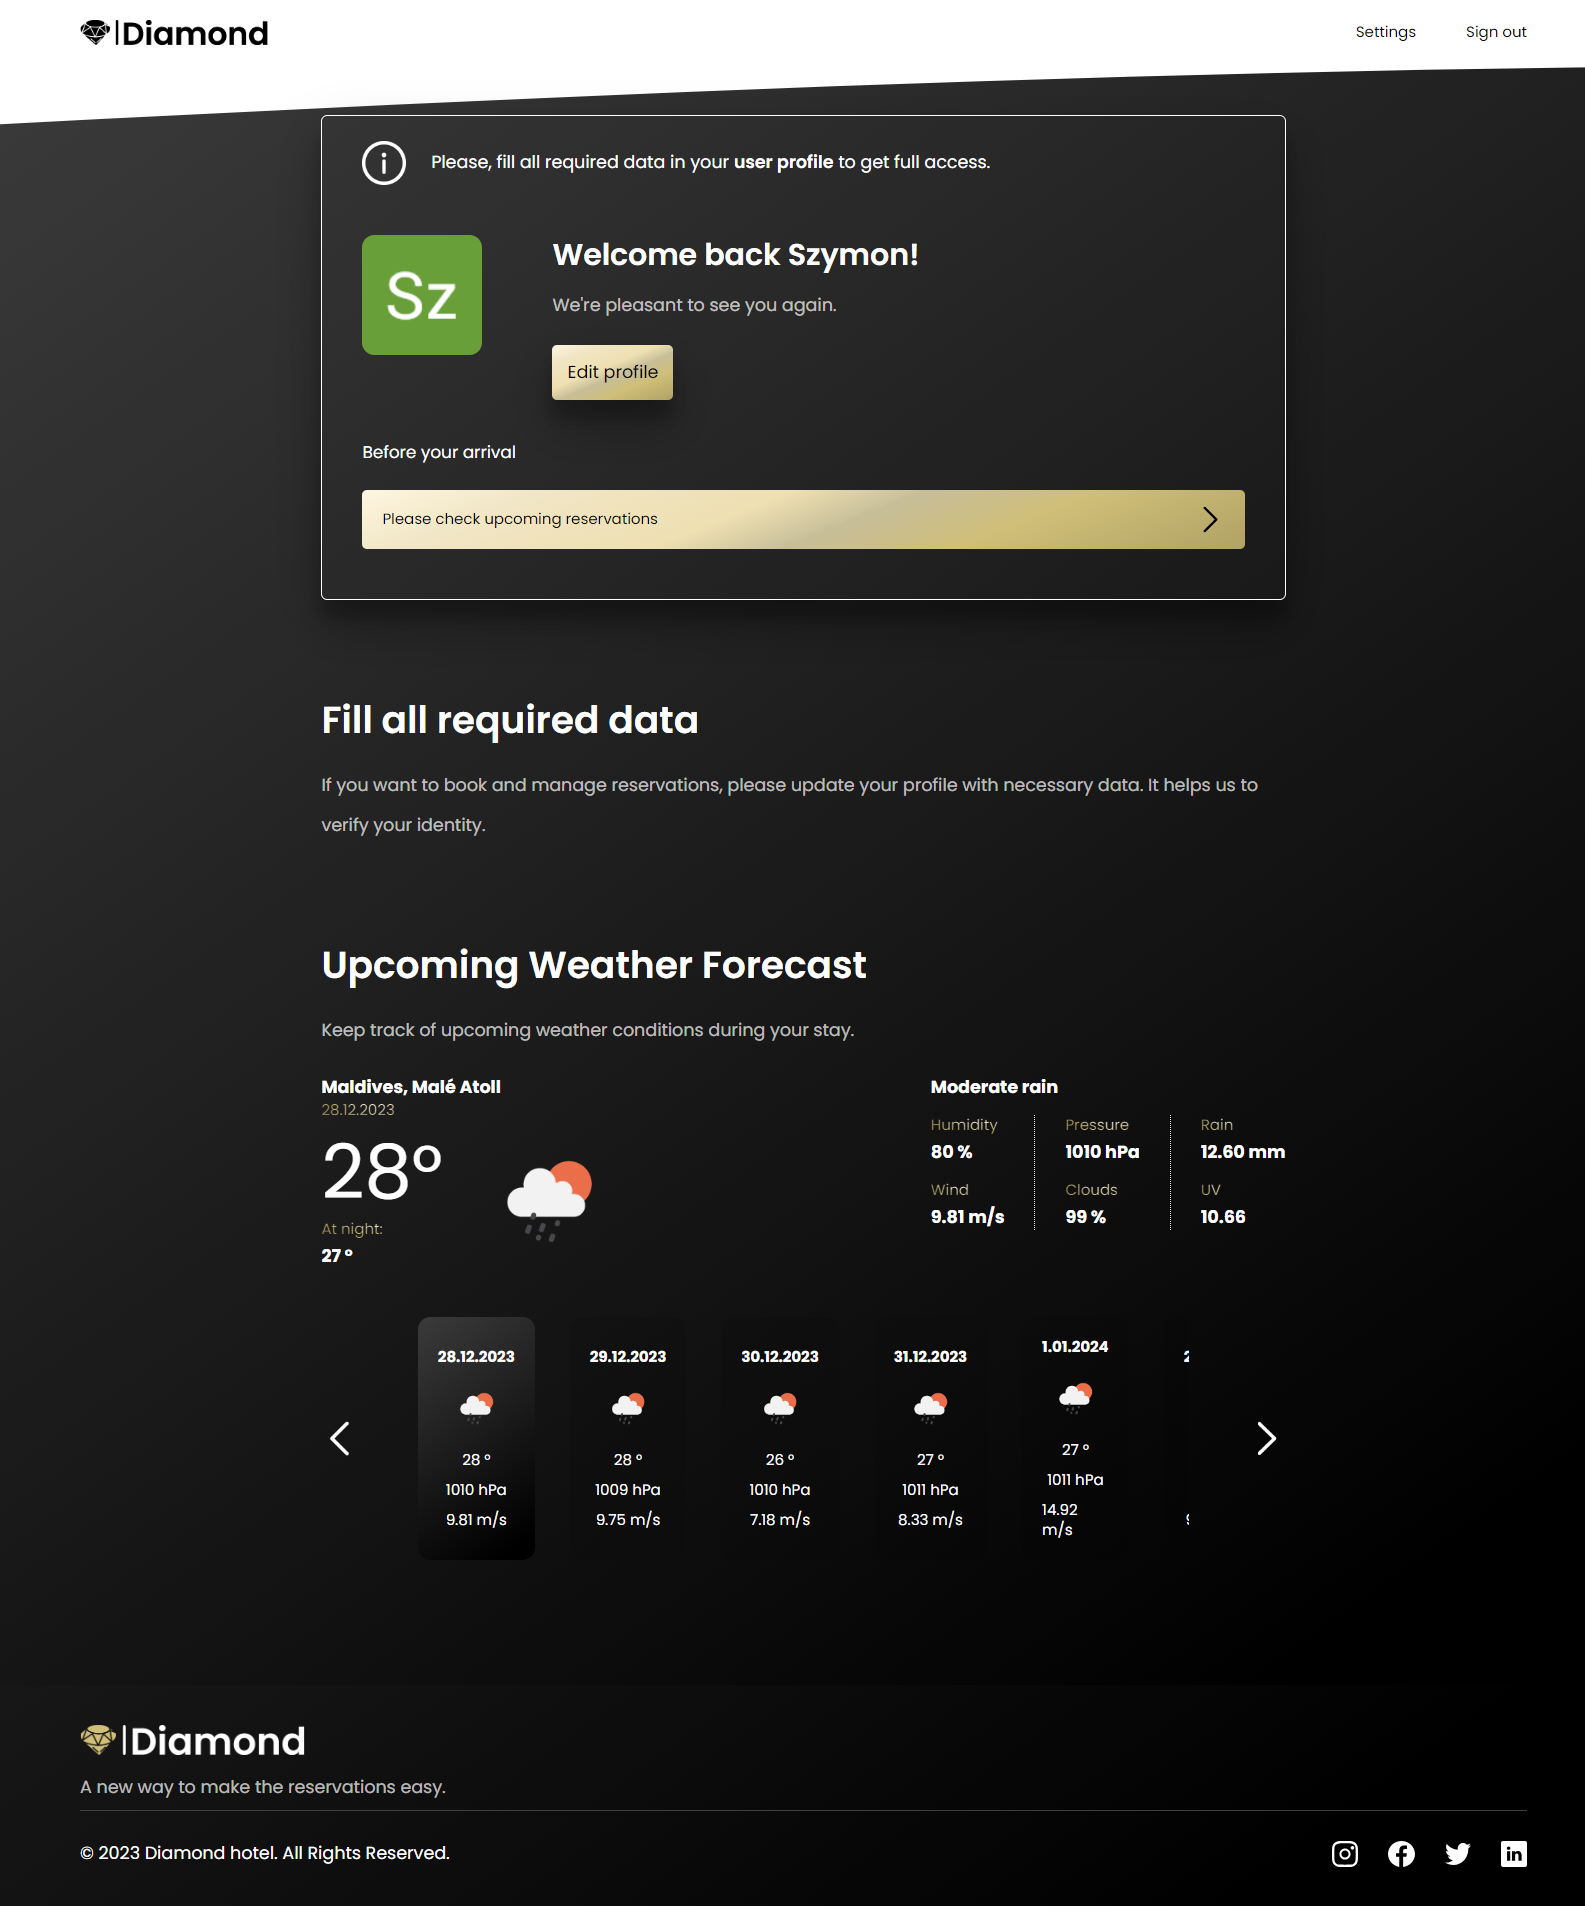 |Diamond
Settings
Sign out
Please, fill all required data in your user profile to get full access.
Sz
Welcome back Szymon!
We're pleasant to see you again.
Edit profile
Before your arrival
Please check upcoming reservations
Fill all required data
If you want to book and manage reservations, please update your profile with necessary data. It helps us to
verify your identity.
Upcoming Weather Forecast
Keep track of upcoming weather conditions during your stay.
Maldives, Malé Atoll
28.12.2023
28°
At night:
27 °
Moderate rain
Humidity
80 %
Pressure
1010 hPa
Rain
12.60 mm
Wind
9.81 m/s
Clouds
99 %
UV
10.66
28.12.2023
28 °
1010 hPa
9.81 m/s
29.12.2023
28 °
1009 hPa
9.75 m/s
30.12.2023
26 °
1010 hPa
7.18 m/s
31.12.2023
27 °
1011 hPa
8.33 m/s
1.01.2024
27 °
1011 hPa
14.92
m/s
|Diamond
A new way to make the reservations easy.
© 2023 Diamond hotel. All Rights Reserved.